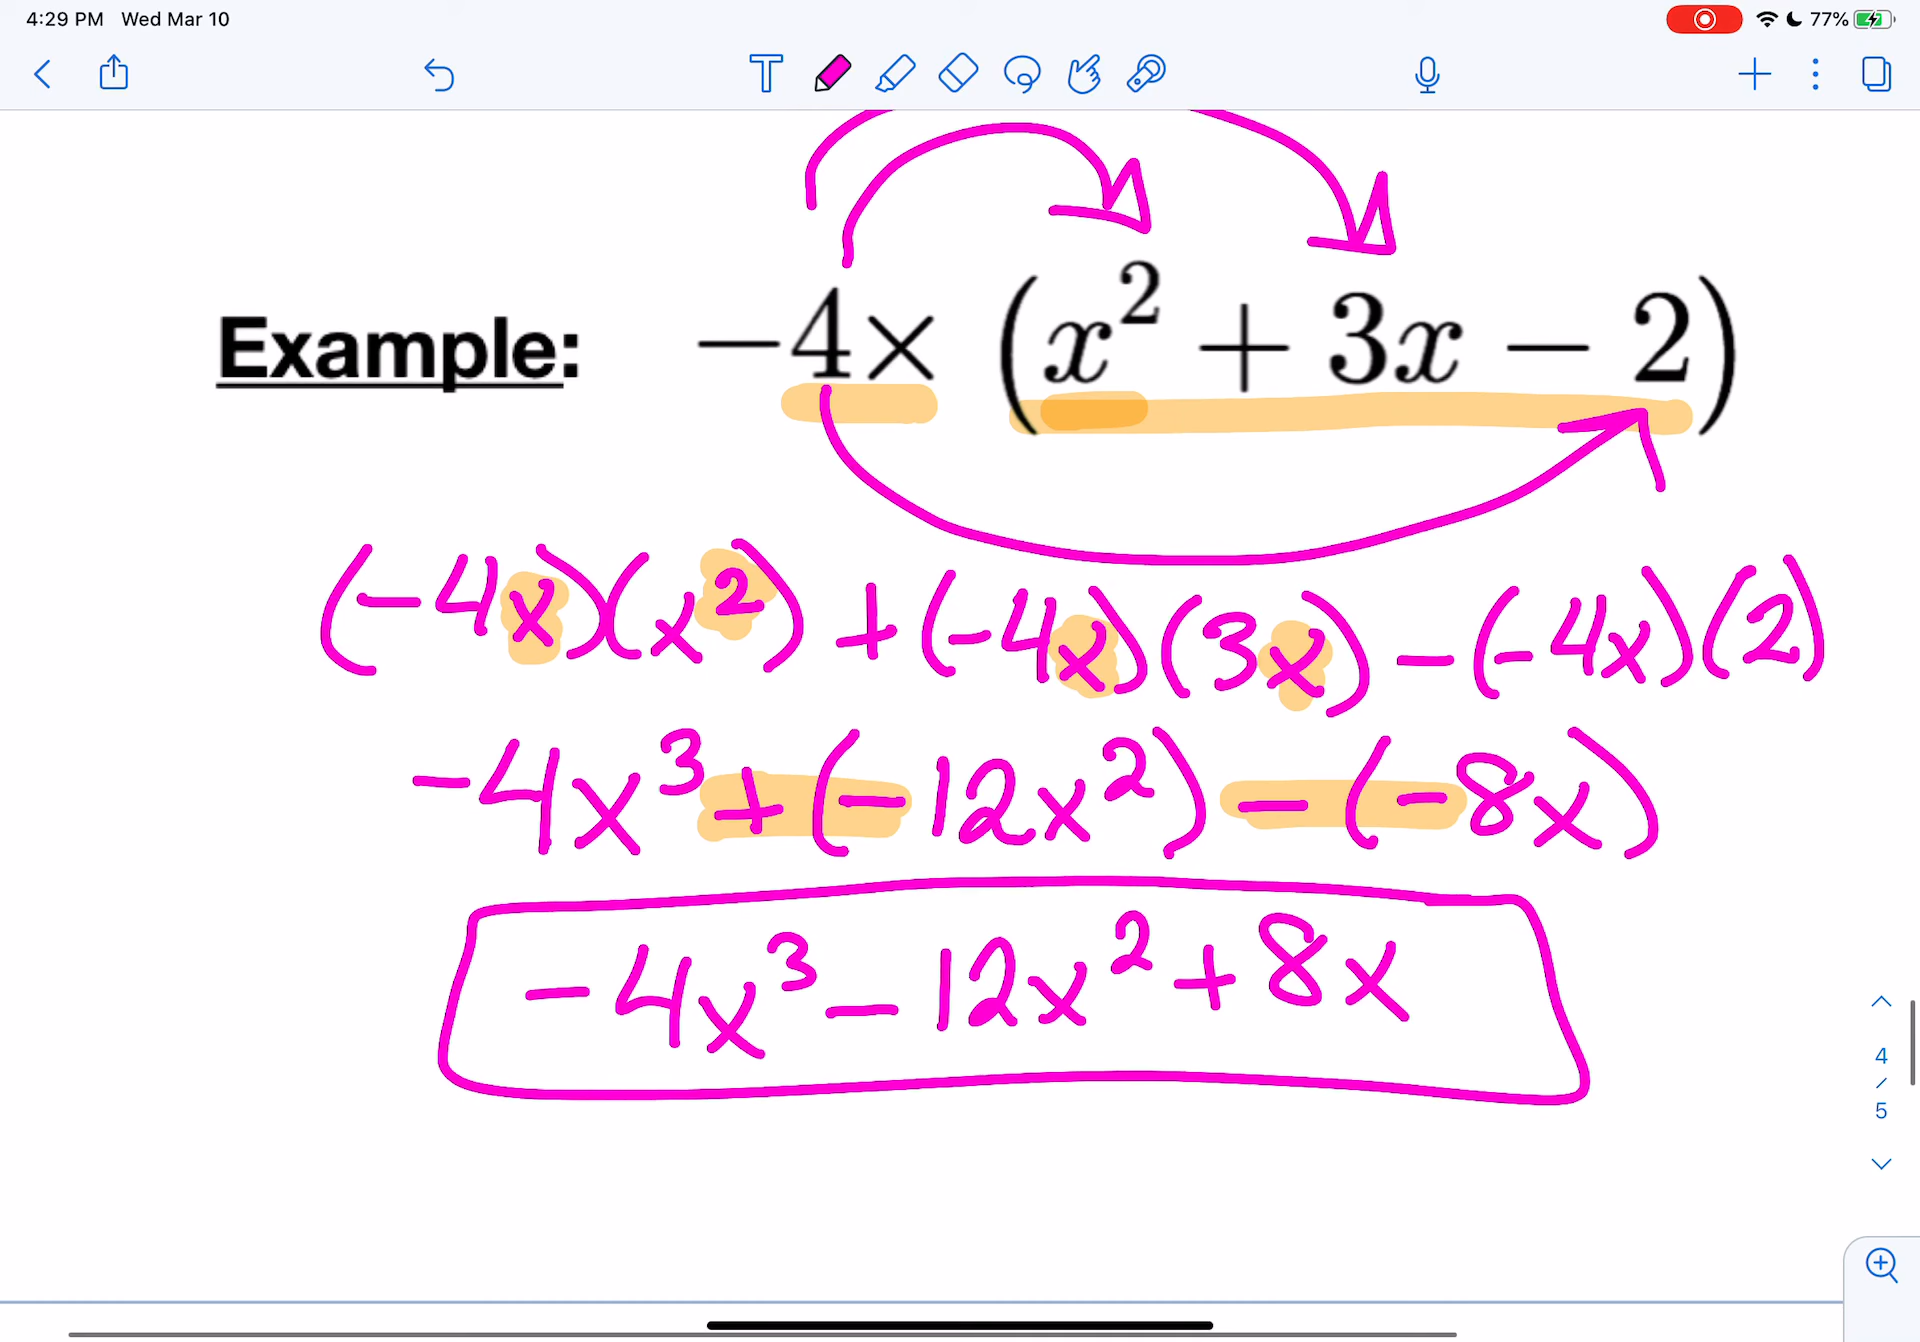 4:29 PM Wed Mar 10 77%
T
Example: −4× (x² + 3x − 2)
(-4x)(x²) + (-4x)(3x) - (-4x)(2)
-4x³ + (-12x²) - (-8x)
-4x³ - 12x² + 8x
4
/
5